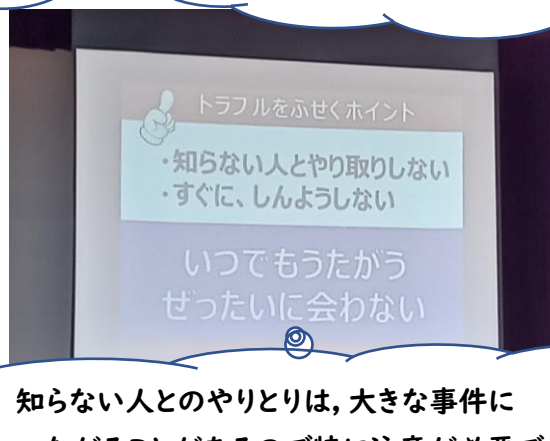 トラブルをふせぐポイント
・知らない人とやり取りしない
・すぐに、しんようしない
いつでもうたがう
ぜったいに会わない
知らない人とのやりとりは,大きな事件に